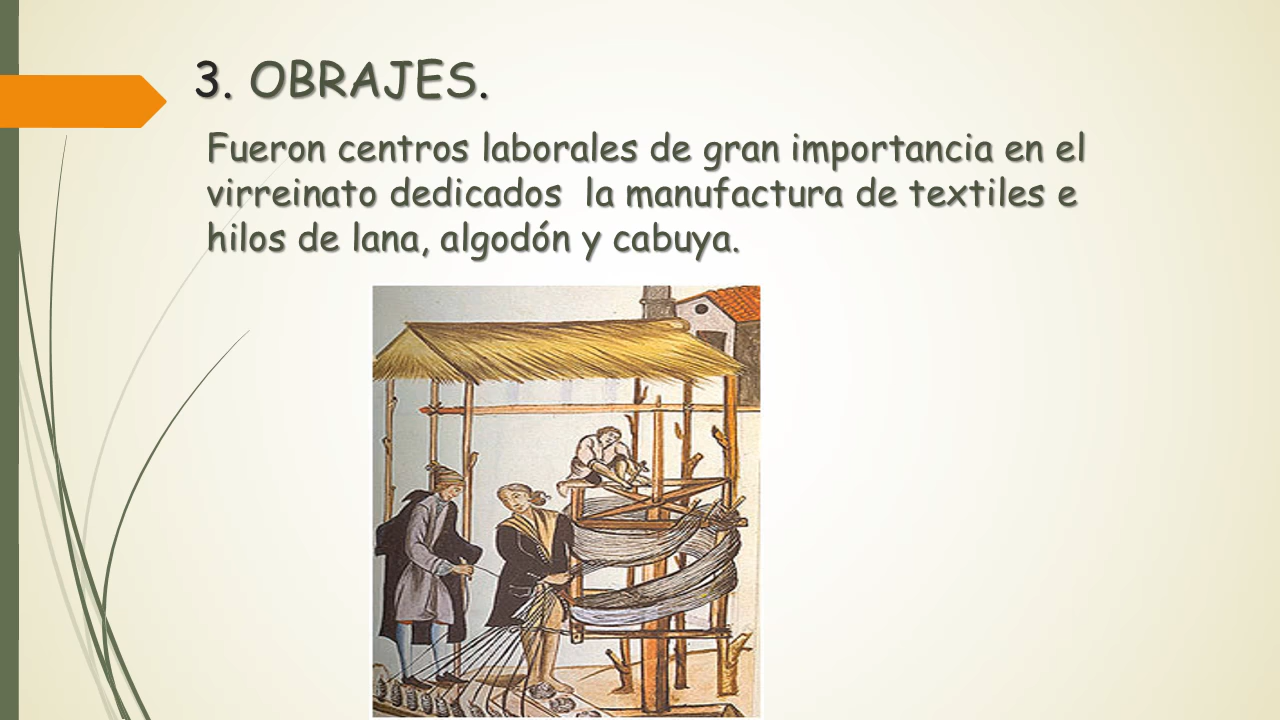 3. OBRAJES.
Fueron centros laborales de gran importancia en el
virreinato dedicados  la manufactura de textiles e
hilos de lana, algodón y cabuya.